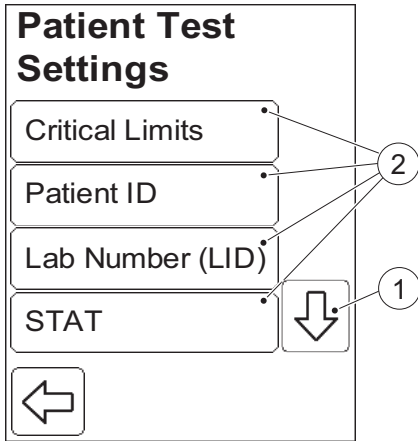 Patient Test
Settings
Critical Limits
Patient ID
2
Lab Number (LID)
1
STAT